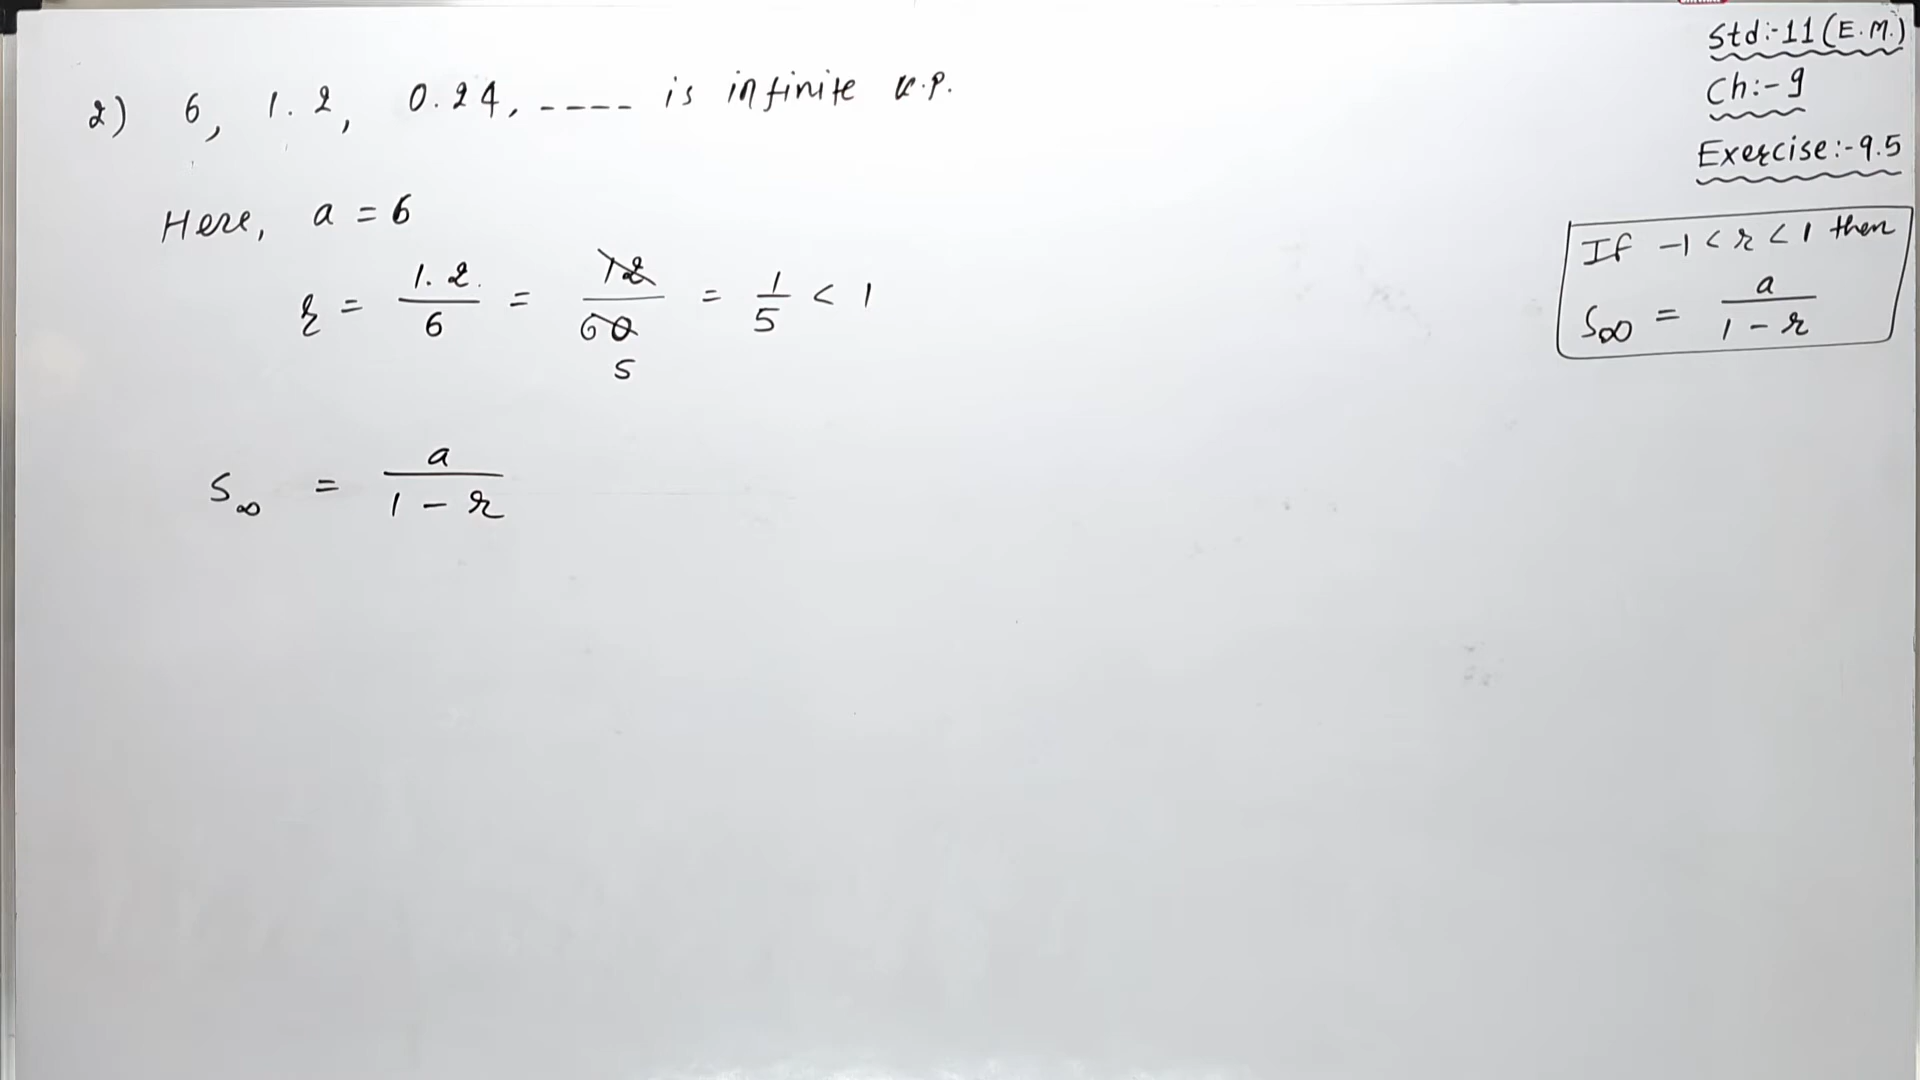 Std:-11 (E.M.)
Ch:-9
Exercise:-9.5
If -1 < r < 1 then
S∞ = a / (1 - r)
2) 6, 1.2, 0.24, ---- is infinite G.P.
Here, a = 6
r = 1.2 / 6 = 12 / 60 = 1/5 < 1
5
S∞ = a / (1 - r)